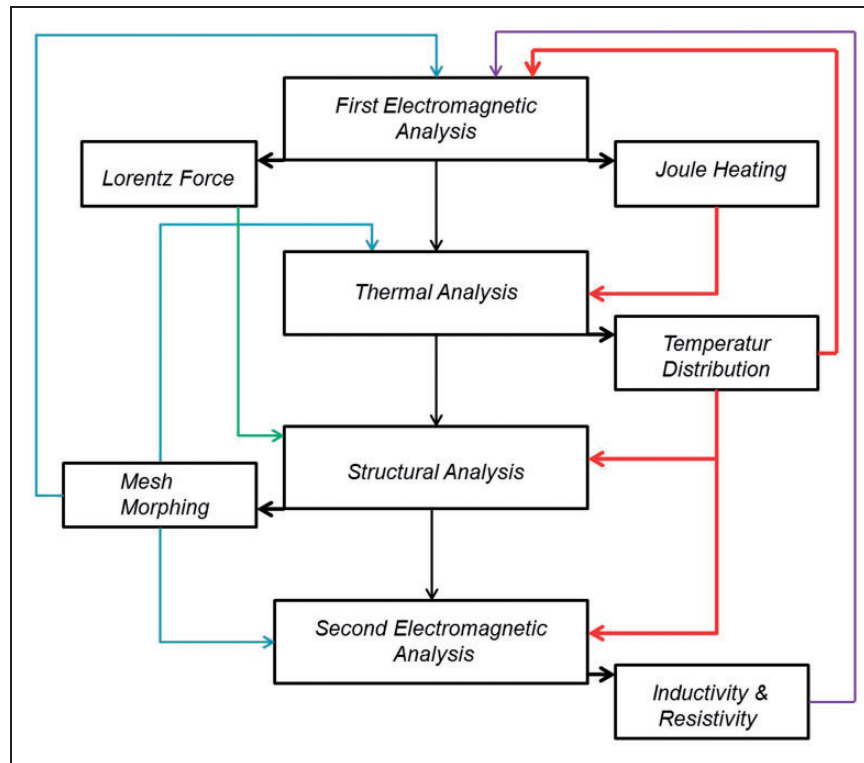 First Electromagnetic
Analysis
Lorentz Force
Joule Heating
Thermal Analysis
Temperatur
Distribution
Structural Analysis
Mesh
Morphing
Second Electromagnetic
Analysis
Inductivity &
Resistivity